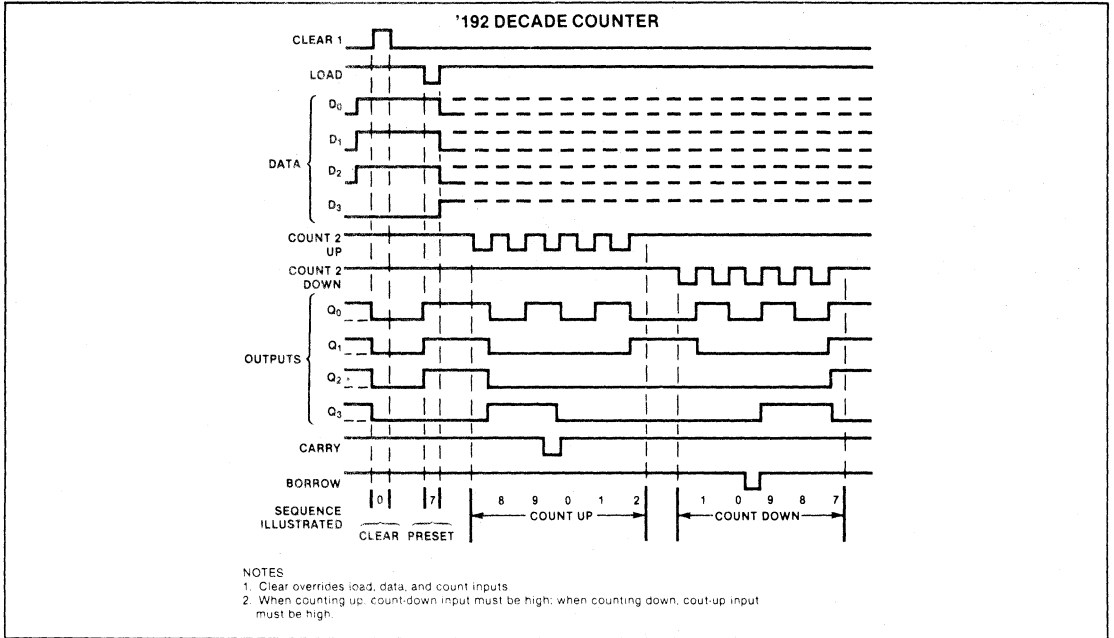 '192 DECADE COUNTER
CLEAR 1
LOAD
DATA
D0
D1
D2
D3
COUNT 2
UP
COUNT 2
DOWN
OUTPUTS
Q0
Q1
Q2
Q3
CARRY
BORROW
SEQUENCE
ILLUSTRATED
0 7 8 9 0 1 2 1 0 9 8 7
CLEAR PRESET COUNT UP COUNT DOWN
NOTES
1. Clear overrides load, data, and count inputs
2. When counting up, count-down input must be high; when counting down, cout-up input
must be high.